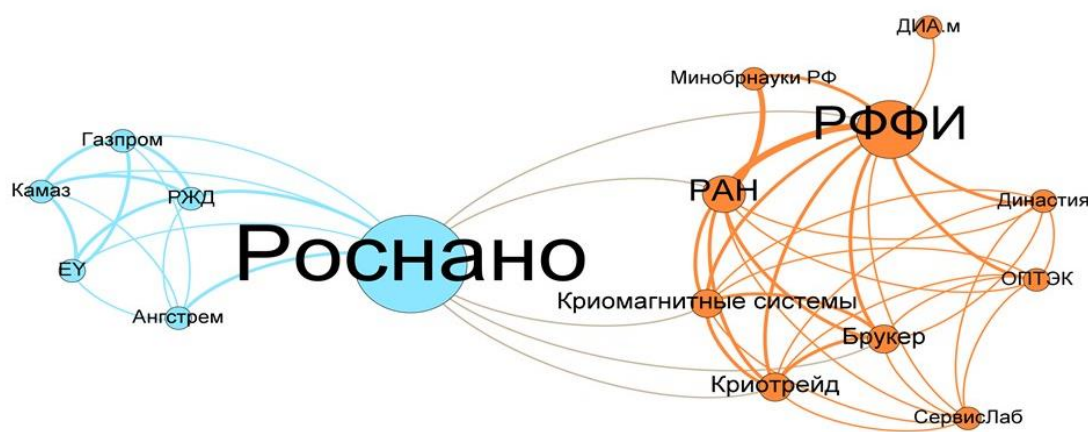 ДИА.м
Минобрнауки РФ
РФФИ
Газпром
Камаз
РЖД
РАН
Династия
Роснано
EY
ОПТЭК
Криомагнитные системы
Ангстрем
Брукер
Криотрейд
СервисЛаб